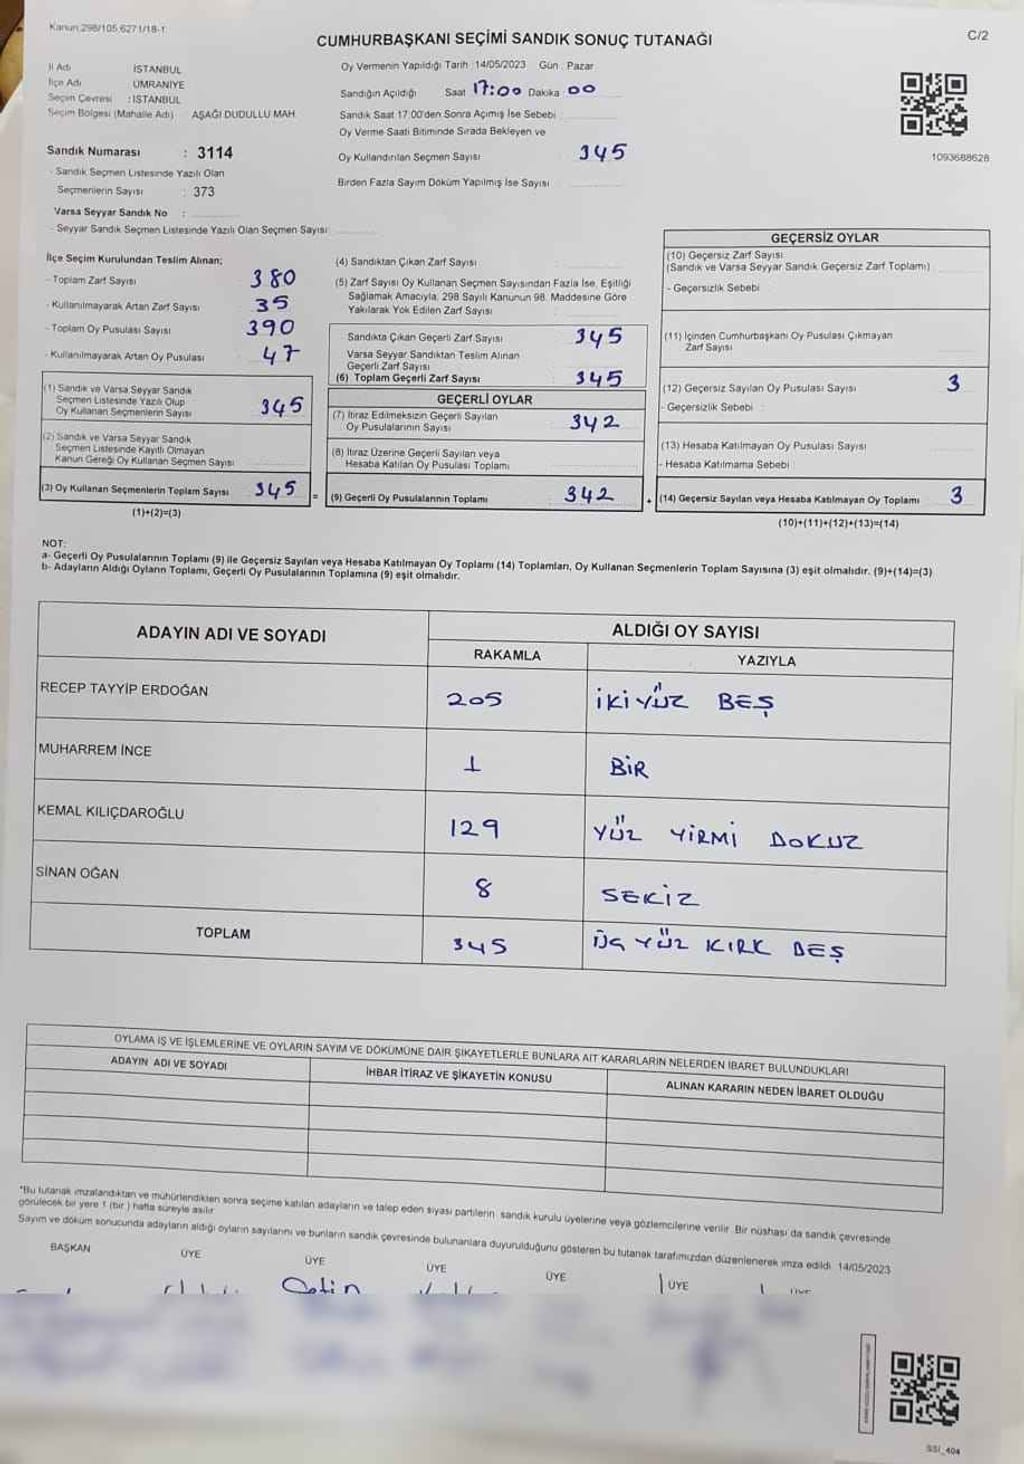 Kanun 298/105,6271/18-1
C/2
CUMHURBAŞKANI SEÇİMİ SANDIK SONUÇ TUTANAĞI
İl Adı İSTANBUL
İlçe Adı ÜMRANİYE
Seçim Çevresi : İSTANBUL
Seçim Bölgesi (Mahalle Adı) AŞAĞI DUDULLU MAH
Sandık Numarası : 3114
- Sandık Seçmen Listesinde Yazılı Olan
Seçmenlerin Sayısı : 373
Varsa Seyyar Sandık No :
- Seyyar Sandık Seçmen Listesinde Yazılı Olan Seçmen Sayısı
Oy Vermenin Yapıldığı Tarih : 14/05/2023 Gün : Pazar
Sandığın Açıldığı Saat 17:00 Dakika 00
Sandık Saat 17:00'den Sonra Açımış İse Sebebi
Oy Verme Saati Bitiminde Sırada Bekleyen ve
Oy Kullandırılan Seçmen Sayısı 345
Birden Fazla Sayım Döküm Yapılmış İse Sayısı
1093688628
İlçe Seçim Kurulundan Teslim Alınan;
- Toplam Zarf Sayısı 380
- Kullanılmayarak Artan Zarf Sayısı 35
- Toplam Oy Pusulası Sayısı 390
- Kullanılmayarak Artan Oy Pusulası 47
(1) Sandık ve Varsa Seyyar Sandık
Seçmen Listesinde Yazılı Olup
Oy Kullanan Seçmenlerin Sayısı 345
(2) Sandık ve Varsa Seyyar Sandık
Seçmen Listesinde Kayıtlı Olmayan
Kanun Gereği Oy Kullanan Seçmen Sayısı
(3) Oy Kullanan Seçmenlerin Toplam Sayısı 345
(1)+(2)=(3)
(4) Sandıktan Çıkan Zarf Sayısı
(5) Zarf Sayısı Oy Kullanan Seçmen Sayısından Fazla İse, Eşitliği
Sağlamak Amacıyla, 298 Sayılı Kanunun 98. Maddesine Göre
Yakılarak Yok Edilen Zarf Sayısı
Sandıkta Çıkan Geçerli Zarf Sayısı 345
Varsa Seyyar Sandıktan Teslim Alınan
Geçerli Zarf Sayısı
(6) Toplam Geçerli Zarf Sayısı 345
GEÇERLİ OYLAR
(7) İtiraz Edilmeksizin Geçerli Sayılan
Oy Pusulalarının Sayısı 342
(8) İtiraz Üzerine Geçerli Sayılan veya
Hesaba Katılan Oy Pusulası Toplamı
= (9) Geçerli Oy Pusulalarının Toplamı 342
GEÇERSİZ OYLAR
(10) Geçersiz Zarf Sayısı
(Sandık ve Varsa Seyyar Sandık Geçersiz Zarf Toplamı)
- Geçersizlik Sebebi
(11) İçinden Cumhurbaşkanı Oy Pusulası Çıkmayan
Zarf Sayısı
(12) Geçersiz Sayılan Oy Pusulası Sayısı 3
- Geçersizlik Sebebi :
(13) Hesaba Katılmayan Oy Pusulası Sayısı
- Hesaba Katılmama Sebebi
+ (14) Geçersiz Sayılan veya Hesaba Katılmayan Oy Toplamı 3
(10)+(11)+(12)+(13)=(14)
NOT:
a- Geçerli Oy Pusulalarının Toplamı (9) ile Geçersiz Sayılan veya Hesaba Katılmayan Oy Toplamı (14) Toplamları, Oy Kullanan Seçmenlerin Toplam Sayısına (3) eşit olmalıdır. (9)+(14)=(3)
b- Adayların Aldığı Oyların Toplamı, Geçerli Oy Pusulalarının Toplamına (9) eşit olmalıdır.
ADAYIN ADI VE SOYADI ALDIĞI OY SAYISI
RAKAMLA YAZIYLA
RECEP TAYYİP ERDOĞAN 205 İKİYÜZ BEŞ
MUHARREM İNCE 1 BİR
KEMAL KILIÇDAROĞLU 129 YÜZ YİRMİ DOKUZ
SİNAN OĞAN 8 SEKİZ
TOPLAM 345 ÜÇ YÜZ KIRK BEŞ
OYLAMA İŞ VE İŞLEMLERİNE VE OYLARIN SAYIM VE DÖKÜMÜNE DAİR ŞİKAYETLERLE BUNLARA AİT KARARLARIN NELERDEN İBARET BULUNDUKLARI
ADAYIN ADI VE SOYADI İHBAR İTİRAZ VE ŞİKAYETİN KONUSU ALINAN KARARIN NEDEN İBARET OLDUĞU
*Bu tutanak imzalandıktan ve mühürlendikten sonra seçime katılan adayların ve talep eden siyasi partilerin sandık kurulu üyelerine veya gözlemcilerine verilir. Bir nüshası da sandık çevresinde
görülecek bir yere 1 (bir) hafta süreyle asılır
Sayım ve döküm sonucunda adayların aldığı oyların sayılarını ve bunların sandık çevresinde bulunanlara duyurulduğunu gösteren bu tutanak tarafımızdan düzenlenerek imza edildi. 14/05/2023
BAŞKAN ÜYE ÜYE ÜYE ÜYE ÜYE ÜYE
Çetin
SSI_404